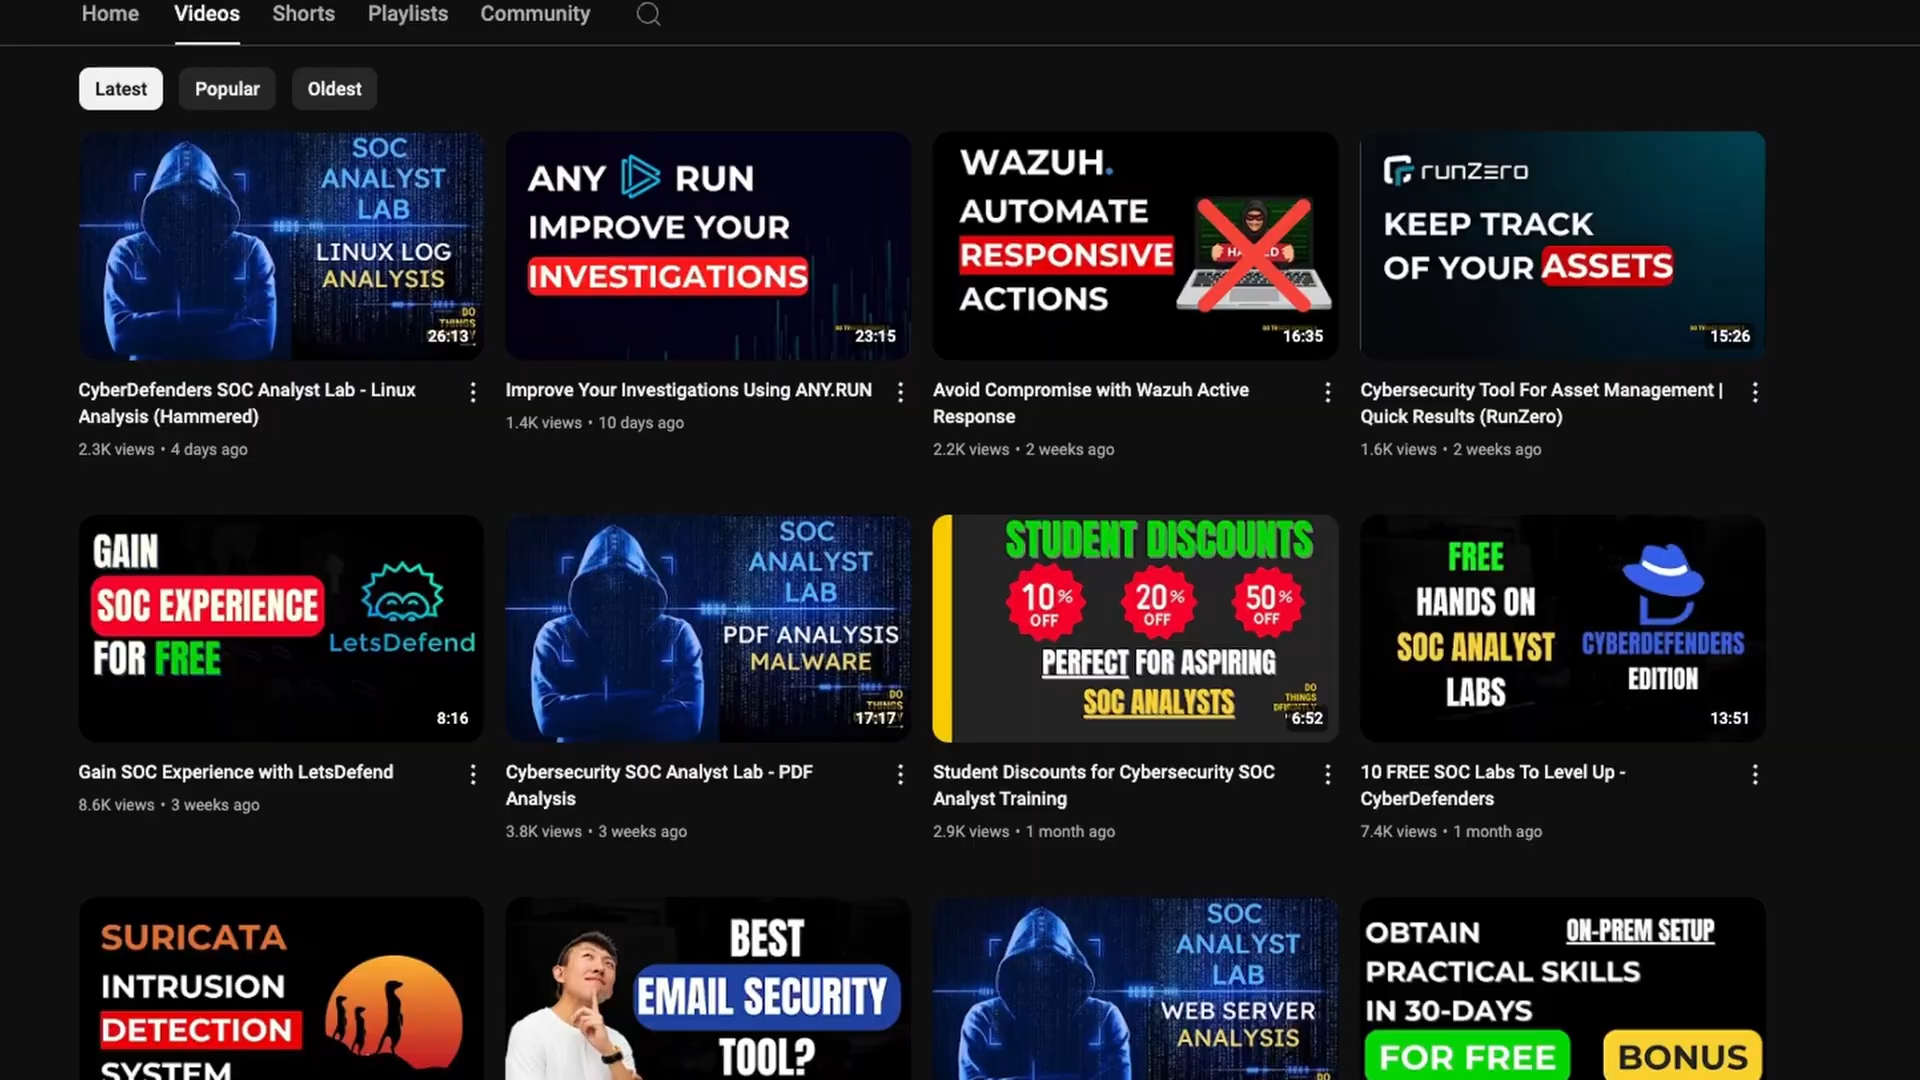 Home Videos Shorts Playlists Community
Latest Popular Oldest
SOC
ANALYST
LAB
LINUX LOG
ANALYSIS
DO
THINGS
26:13
ANY RUN
IMPROVE YOUR
INVESTIGATIONS
23:15
WAZUH.
AUTOMATE
RESPONSIVE
ACTIONS
16:35
runZero
KEEP TRACK
OF YOUR ASSETS
15:26
CyberDefenders SOC Analyst Lab - Linux
Analysis (Hammered)
2.3K views • 4 days ago
Improve Your Investigations Using ANY.RUN
1.4K views • 10 days ago
Avoid Compromise with Wazuh Active
Response
2.2K views • 2 weeks ago
Cybersecurity Tool For Asset Management |
Quick Results (RunZero)
1.6K views • 2 weeks ago
GAIN
SOC EXPERIENCE
FOR FREE
LetsDefend
8:16
SOC
ANALYST
LAB
PDF ANALYSIS
MALWARE
DO
THINGS
17:17
STUDENT DISCOUNTS
10% OFF
20% OFF
50% OFF
PERFECT FOR ASPIRING
SOC ANALYSTS
DO
THINGS
6:52
FREE
HANDS ON
SOC ANALYST
LABS
CYBERDEFENDERS
EDITION
13:51
Gain SOC Experience with LetsDefend
8.6K views • 3 weeks ago
Cybersecurity SOC Analyst Lab - PDF
Analysis
3.8K views • 3 weeks ago
Student Discounts for Cybersecurity SOC
Analyst Training
2.9K views • 1 month ago
10 FREE SOC Labs To Level Up -
CyberDefenders
7.4K views • 1 month ago
SURICATA
INTRUSION
DETECTION
SYSTEM
BEST
EMAIL SECURITY
TOOL?
SOC
ANALYST
LAB
WEB SERVER
ANALYSIS
DO
OBTAIN
ON-PREM SETUP
PRACTICAL SKILLS
IN 30-DAYS
FOR FREE
BONUS